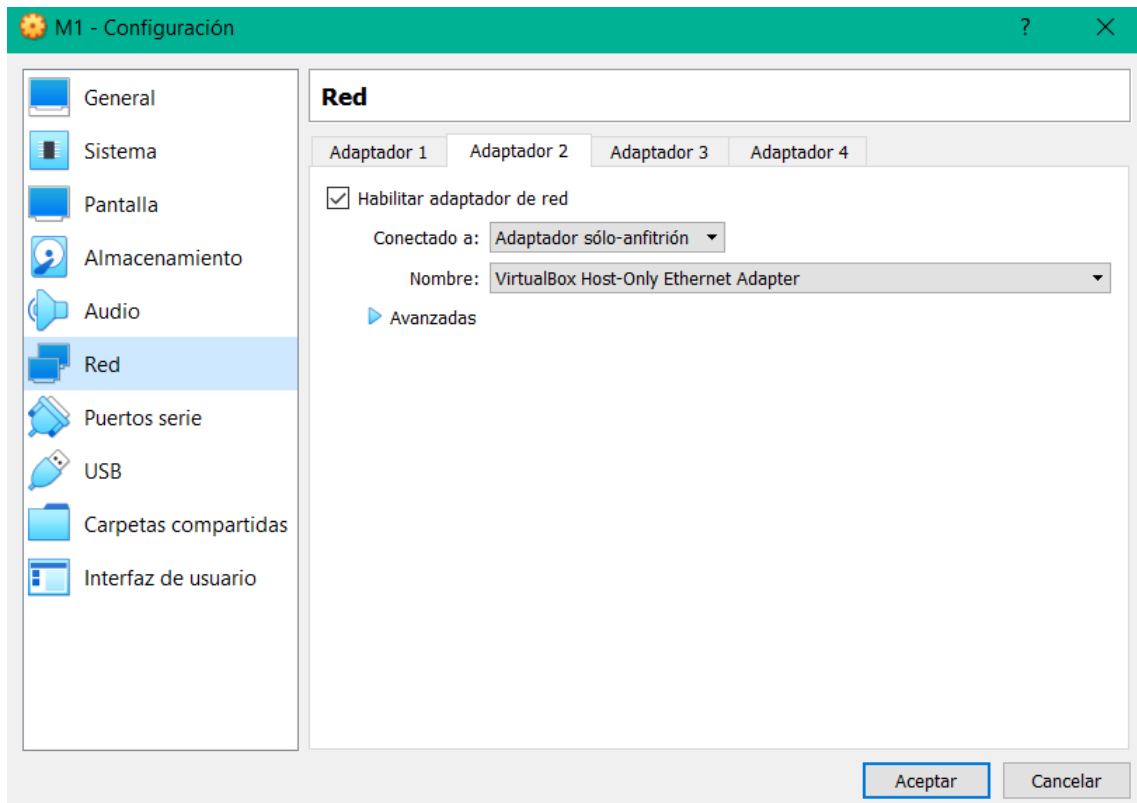 M1 - Configuración
?
General
Sistema
Pantalla
Almacenamiento
Audio
Red
Puertos serie
USB
Carpetas compartidas
Interfaz de usuario
Red
Adaptador 1 Adaptador 2 Adaptador 3 Adaptador 4
Habilitar adaptador de red
Conectado a: Adaptador sólo-anfitrión
Nombre: VirtualBox Host-Only Ethernet Adapter
Avanzadas
Aceptar Cancelar